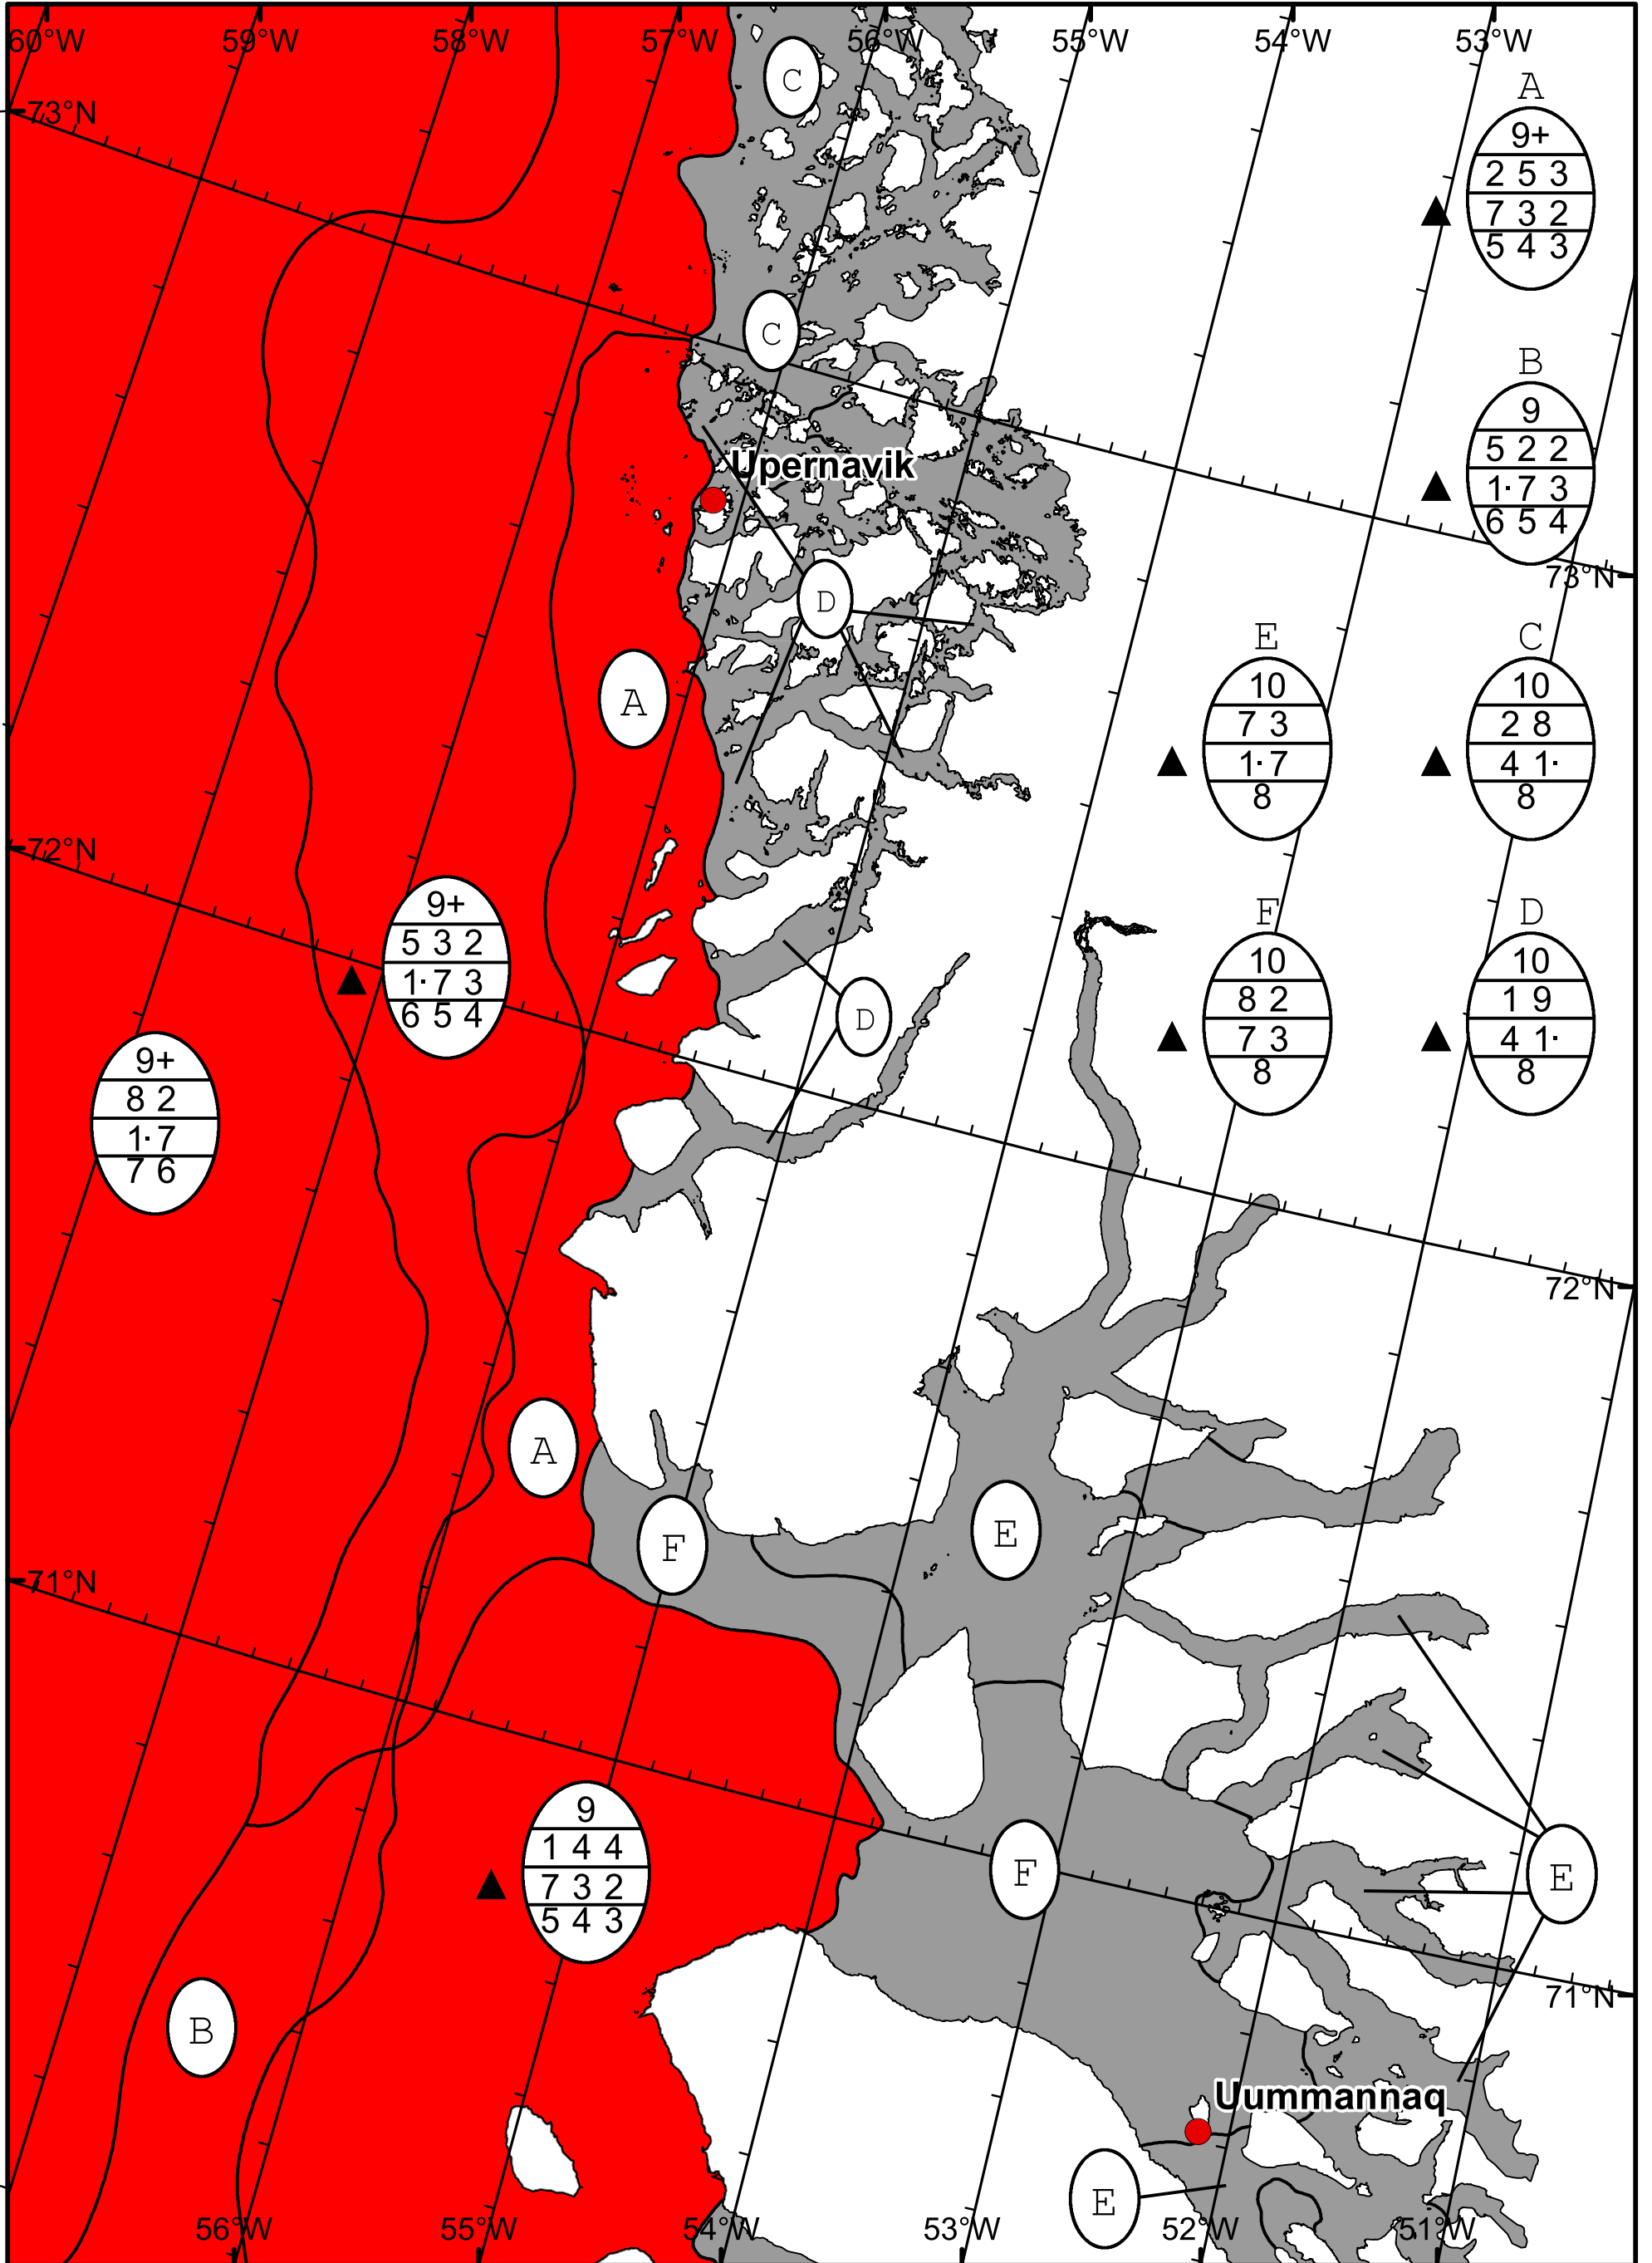 60°W 59°W 58°W 57°W 56°W 55°W 54°W 53°W
C
A
73°N
9+
2 5 3
7 3 2
5 4 3
C
B
9
5 2 2
1· 7 3
6 5 4
Upernavik
73°N
D
E
C
A
10
10
7 3
2 8
1· 7
4 1·
8
8
72°N
9+
5 3 2
1· 7 3
6 5 4
F
D
10
10
8 2
1 9
7 3
4 1·
8
8
D
9+
8 2
1· 7
7 6
72°N
A
F
E
71°N
9
1 4 4
7 3 2
5 4 3
F
E
71°N
B
Uummannaq
E
56°W 55°W 54°W 53°W 52°W 51°W